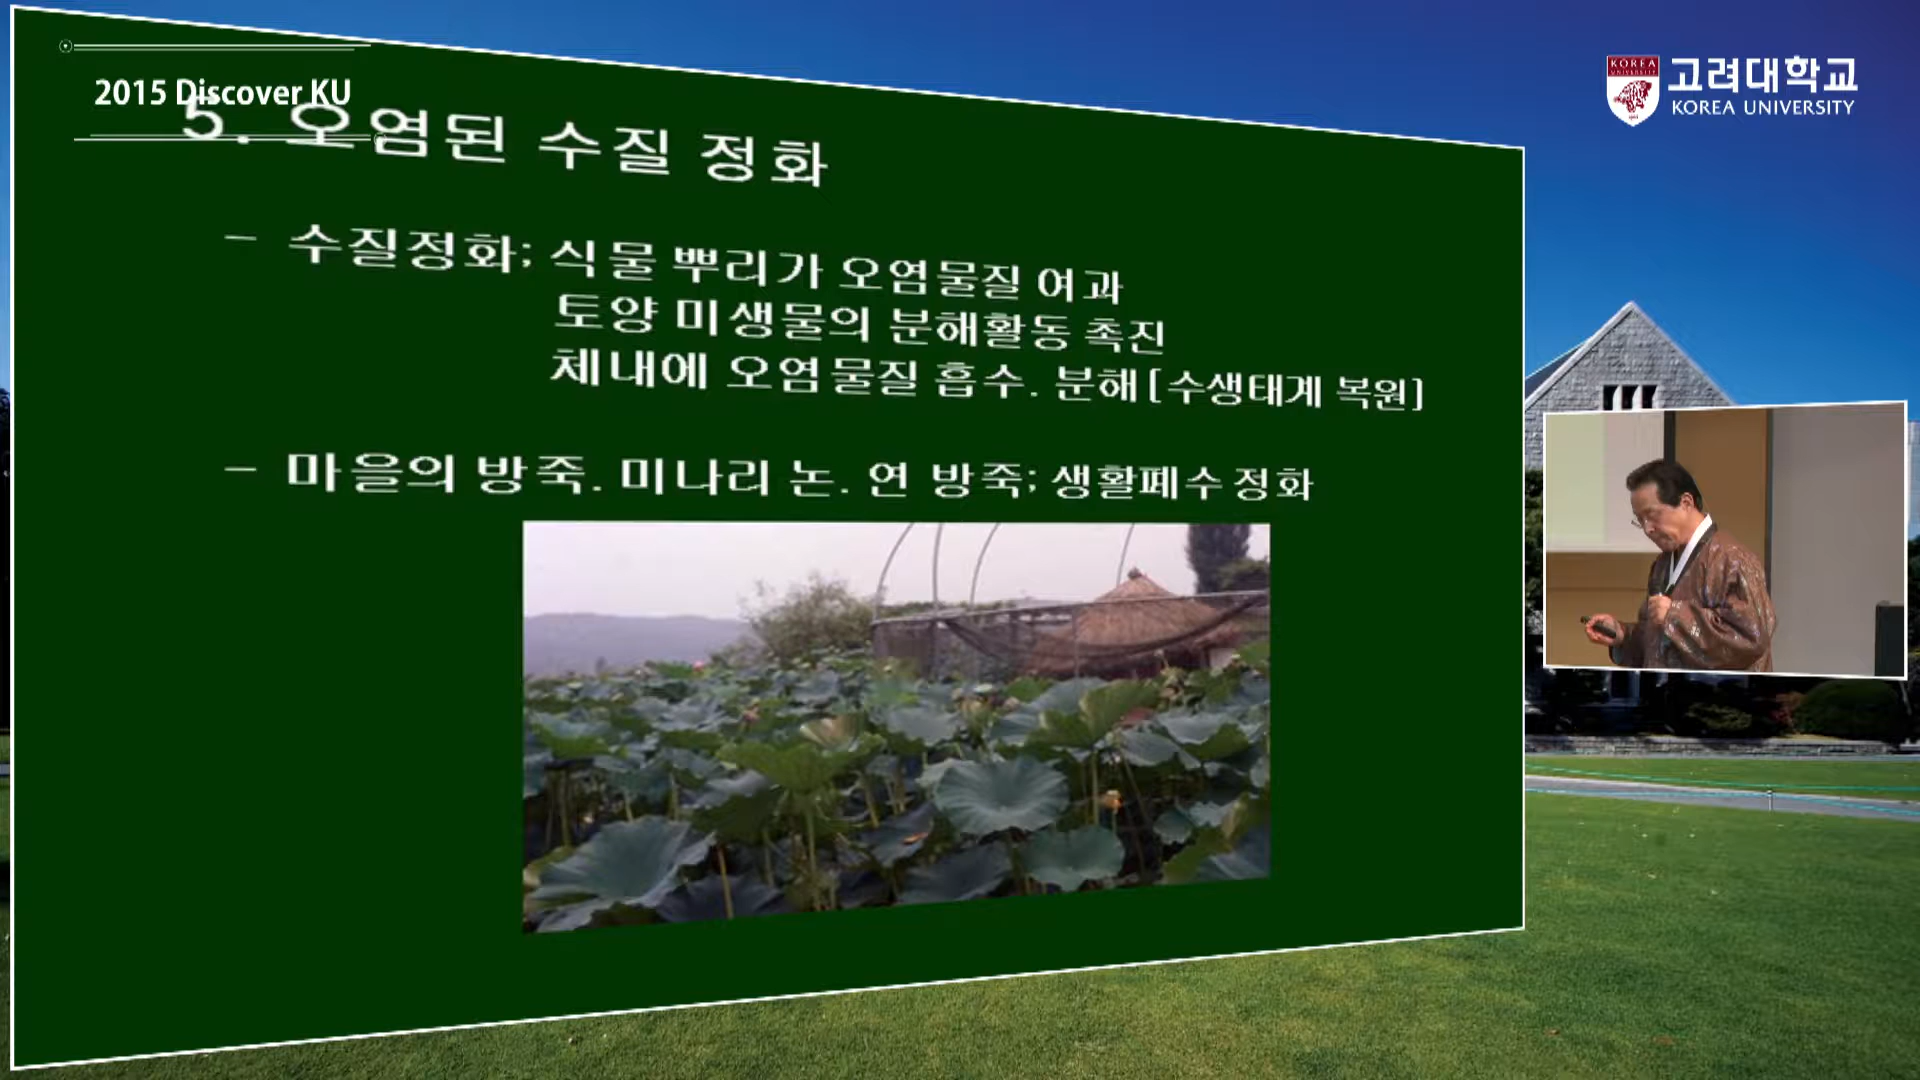 2015 Discover KU
KOREA
UNIVERSITY
고려대학교
KOREA UNIVERSITY
5. 오염된 수질 정화
- 수질정화; 식물 뿌리가 오염물질 여과
토양 미생물의 분해활동 촉진
체내에 오염물질 흡수. 분해[수생태계 복원]
- 마을의 방죽. 미나리 논. 연 방죽; 생활폐수 정화